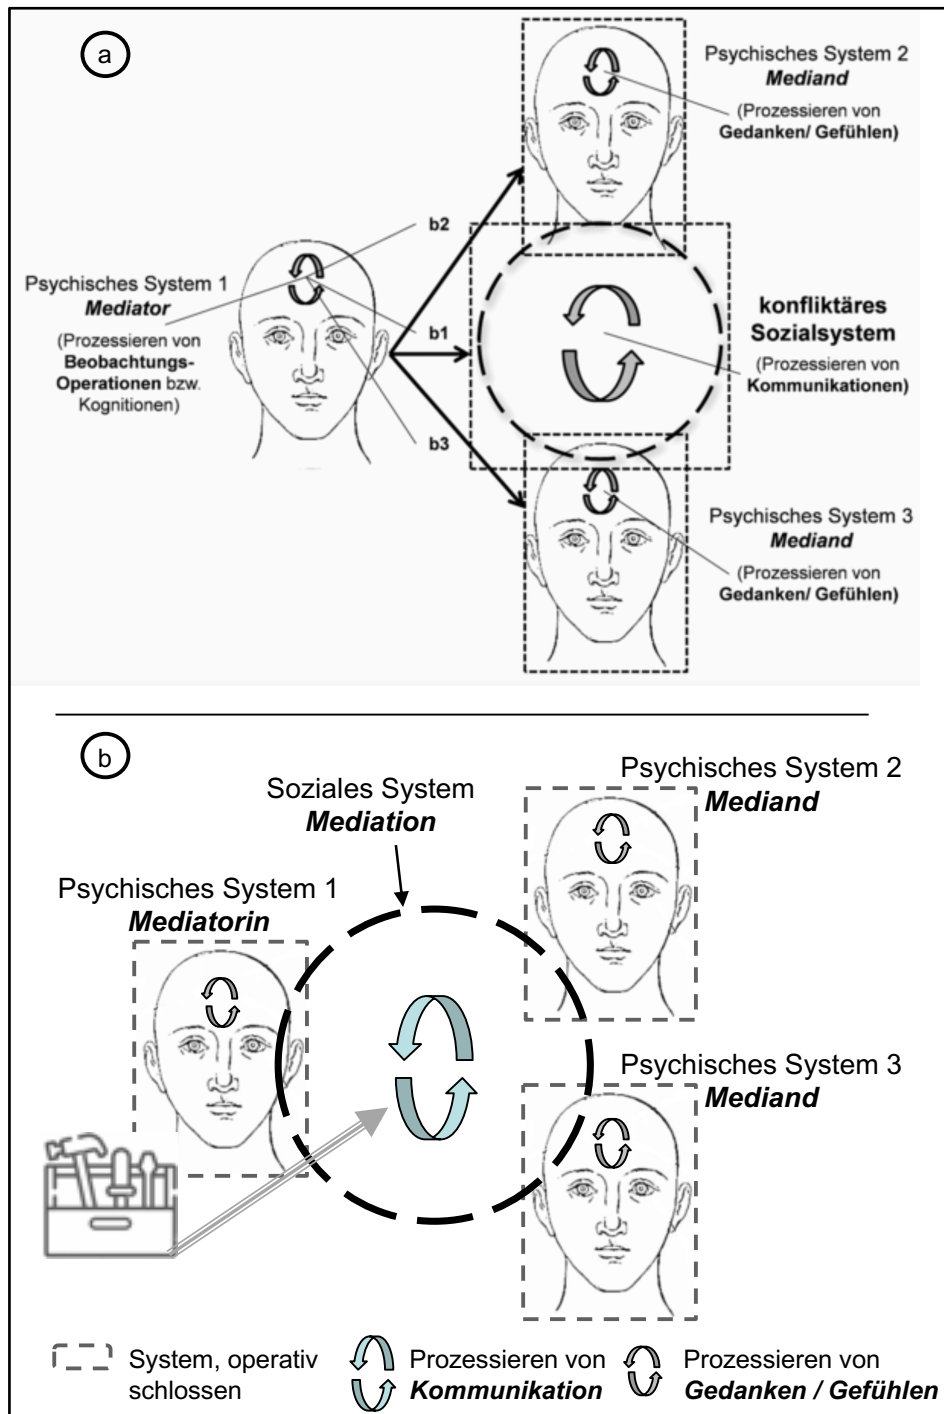 a
Psychisches System 2
Mediand
(Prozessieren von
Gedanken/ Gefühlen)
b2
Psychisches System 1
Mediator
(Prozessieren von
Beobachtungs-
Operationen bzw.
Kognitionen)
b1
konfliktäres
Sozialsystem
(Prozessieren von
Kommunikationen)
b3
Psychisches System 3
Mediand
(Prozessieren von
Gedanken/ Gefühlen)
b
Soziales System
Mediation
Psychisches System 2
Mediand
Psychisches System 1
Mediatorin
Psychisches System 3
Mediand
System, operativ
schlossen
Prozessieren von
Kommunikation
Prozessieren von
Gedanken / Gefühlen